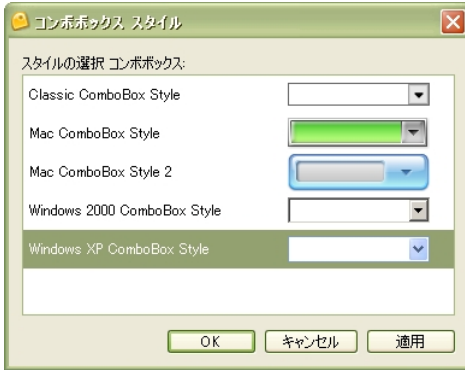 コンボボックス スタイル
スタイルの選択 コンボボックス:
Classic ComboBox Style
Mac ComboBox Style
Mac ComboBox Style 2
Windows 2000 ComboBox Style
Windows XP ComboBox Style
OK キャンセル 適用